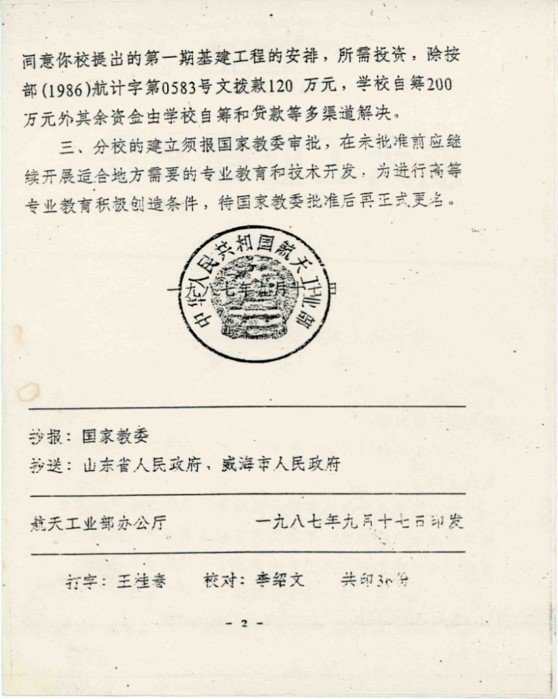 同意你校提出的第一期基建工程的安排，所需投资，除按
部(1986)航计字第0583号文拨款120 万元，学校自筹200
万元外其余资金由学校自筹和贷款等多渠道解决。
三、分校的建立须报国家教委审批，在未批准前应继
续开展适合地方需要的专业教育和技术开发，为进行高等
专业教育积极创造条件，待国家教委批准后再正式更名。
中华人民共和国航天工业部
七年 月
抄报：国家教委
抄送：山东省人民政府、威海市人民政府
航天工业部办公厅 一九八七年九月十七日印发
打字：王桂 校对：李绍文 共印30份
- 2 -